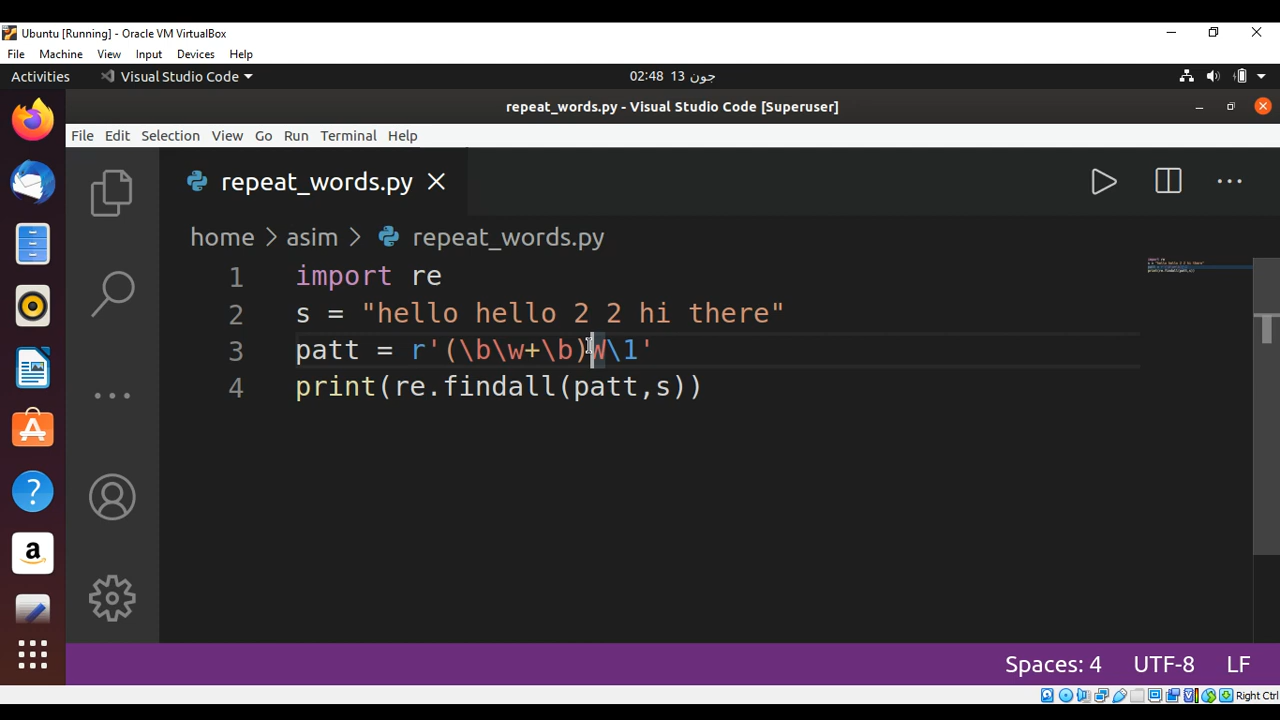 Ubuntu [Running] - Oracle VM VirtualBox
File Machine View Input Devices Help
Activities Visual Studio Code 02:48 13 جون
repeat_words.py - Visual Studio Code [Superuser]
File Edit Selection View Go Run Terminal Help
repeat_words.py
home > asim > repeat_words.py
1 import re
2 s = "hello hello 2 2 hi there"
3 patt = r'(\b\w+\b)W\1'
4 print(re.findall(patt,s))
Spaces: 4 UTF-8 LF
Right Ctrl